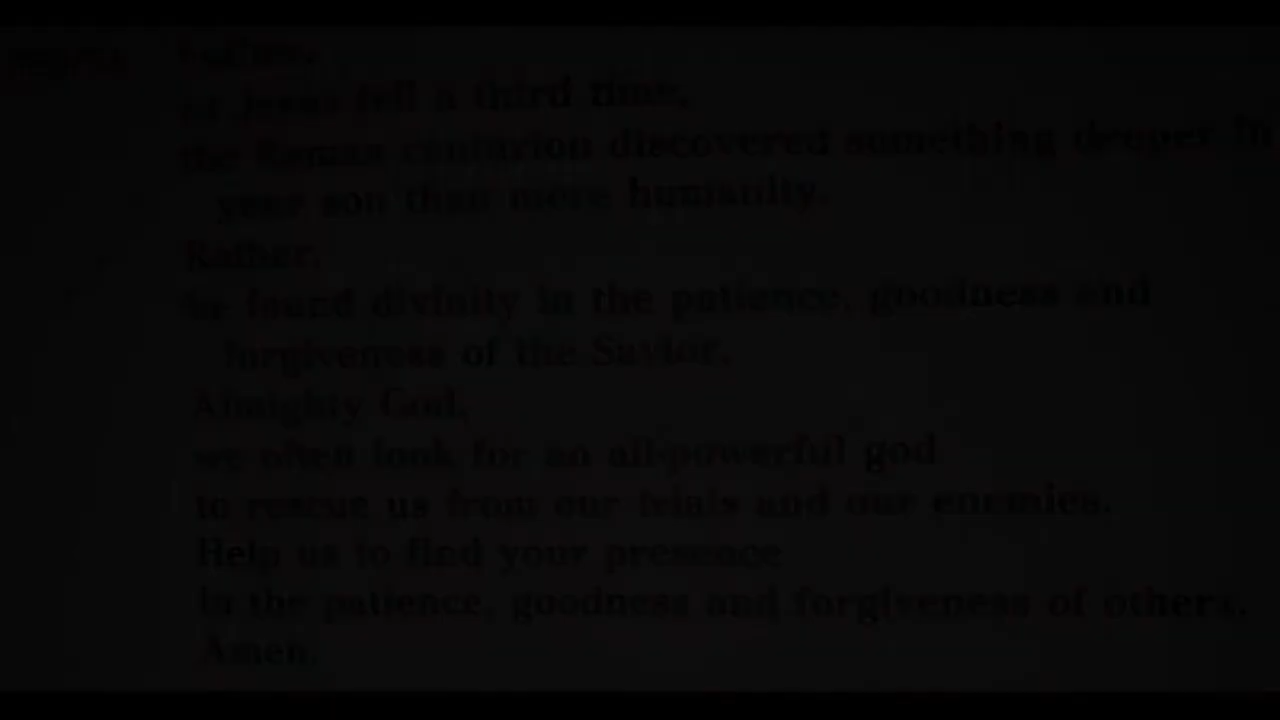 Father,
as Jesus fell a third time,
the Roman centurion discovered something deeper in
your son than mere humanity.
Rather,
he found divinity in the patience, goodness and
forgiveness of the Savior.
Almighty God,
we often look for an all-powerful god
to rescue us from our trials and our enemies.
Help us to find your presence
in the patience, goodness and forgiveness of others.
Amen.